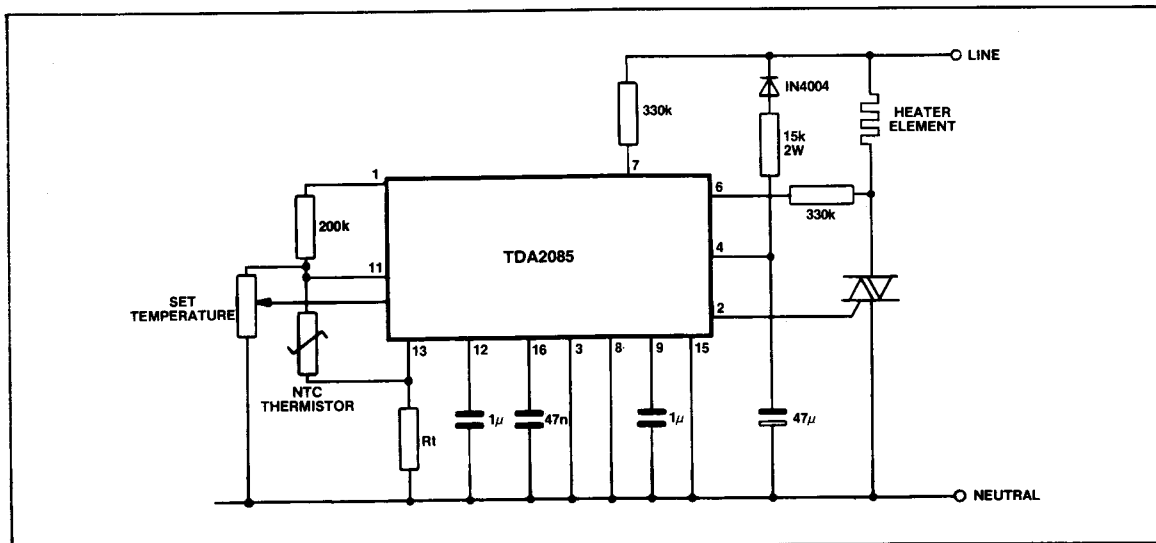 LINE
IN4004
330k
HEATER
ELEMENT
15k
2W
7
1
6
200k
330k
TDA2085
4
11
SET
TEMPERATURE
2
13
12
16
3
8
9
15
NTC
THERMISTOR
1μ
47n
1μ
47μ
Rt
NEUTRAL